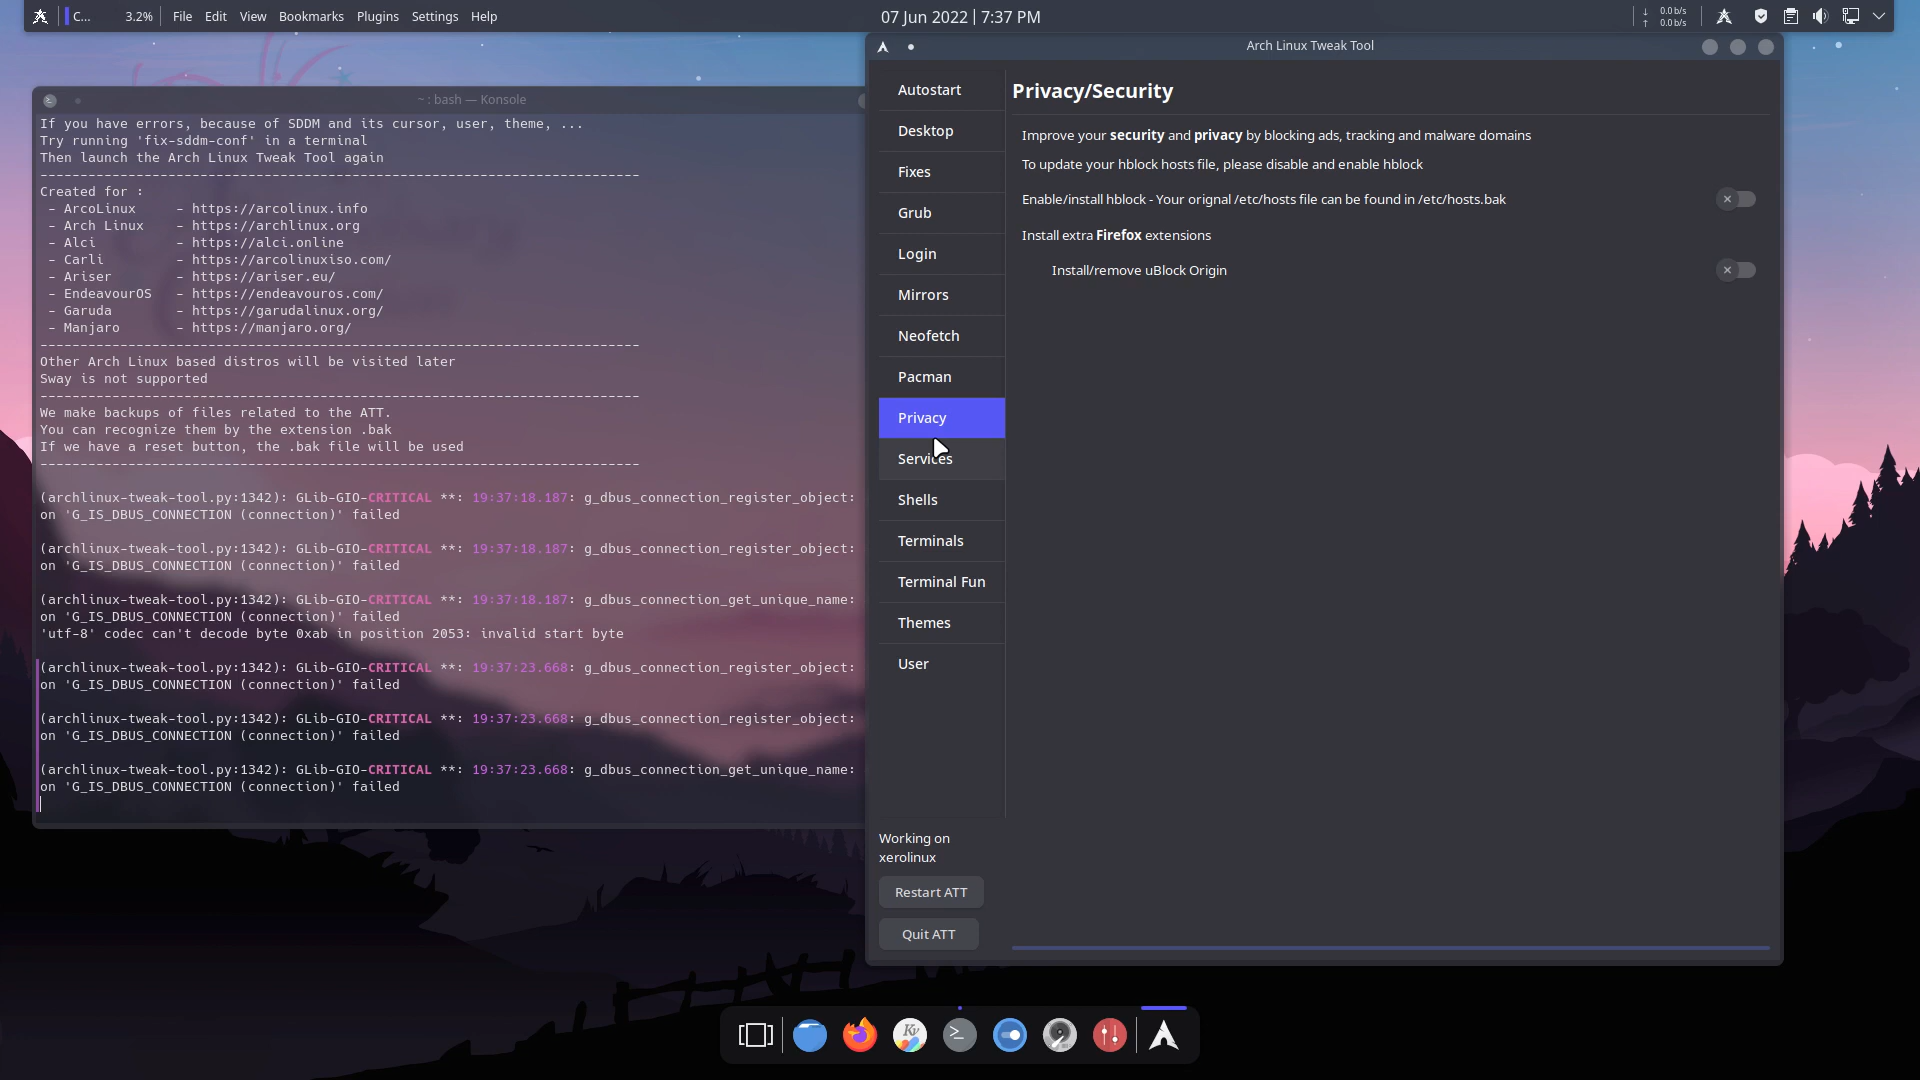 C...
3.2%
File Edit View Bookmarks Plugins Settings Help
07 Jun 2022 | 7:37 PM
↓ 0.0 b/s
↑ 0.0 b/s
~ : bash — Konsole
If you have errors, because of SDDM and its cursor, user, theme, ...
Try running 'fix-sddm-conf' in a terminal
Then launch the Arch Linux Tweak Tool again
---------------------------------------------------------------------------
Created for :
- ArcoLinux - https://arcolinux.info
- Arch Linux - https://archlinux.org
- Alci - https://alci.online
- Carli - https://arcolinuxiso.com/
- Ariser - https://ariser.eu/
- EndeavourOS - https://endeavouros.com/
- Garuda - https://garudalinux.org/
- Manjaro - https://manjaro.org/
---------------------------------------------------------------------------
Other Arch Linux based distros will be visited later
Sway is not supported
---------------------------------------------------------------------------
We make backups of files related to the ATT.
You can recognize them by the extension .bak
If we have a reset button, the .bak file will be used
---------------------------------------------------------------------------
(archlinux-tweak-tool.py:1342): GLib-GIO-CRITICAL **: 19:37:18.187: g_dbus_connection_register_object:
on 'G_IS_DBUS_CONNECTION (connection)' failed
(archlinux-tweak-tool.py:1342): GLib-GIO-CRITICAL **: 19:37:18.187: g_dbus_connection_register_object:
on 'G_IS_DBUS_CONNECTION (connection)' failed
(archlinux-tweak-tool.py:1342): GLib-GIO-CRITICAL **: 19:37:18.187: g_dbus_connection_get_unique_name:
on 'G_IS_DBUS_CONNECTION (connection)' failed
'utf-8' codec can't decode byte 0xab in position 2053: invalid start byte
(archlinux-tweak-tool.py:1342): GLib-GIO-CRITICAL **: 19:37:23.668: g_dbus_connection_register_object:
on 'G_IS_DBUS_CONNECTION (connection)' failed
(archlinux-tweak-tool.py:1342): GLib-GIO-CRITICAL **: 19:37:23.668: g_dbus_connection_register_object:
on 'G_IS_DBUS_CONNECTION (connection)' failed
(archlinux-tweak-tool.py:1342): GLib-GIO-CRITICAL **: 19:37:23.668: g_dbus_connection_get_unique_name:
on 'G_IS_DBUS_CONNECTION (connection)' failed
Arch Linux Tweak Tool
Autostart
Desktop
Fixes
Grub
Login
Mirrors
Neofetch
Pacman
Privacy
Services
Shells
Terminals
Terminal Fun
Themes
User
Working on
xerolinux
Restart ATT
Quit ATT
Privacy/Security
Improve your security and privacy by blocking ads, tracking and malware domains
To update your hblock hosts file, please disable and enable hblock
Enable/install hblock - Your orignal /etc/hosts file can be found in /etc/hosts.bak
Install extra Firefox extensions
Install/remove uBlock Origin
Kv